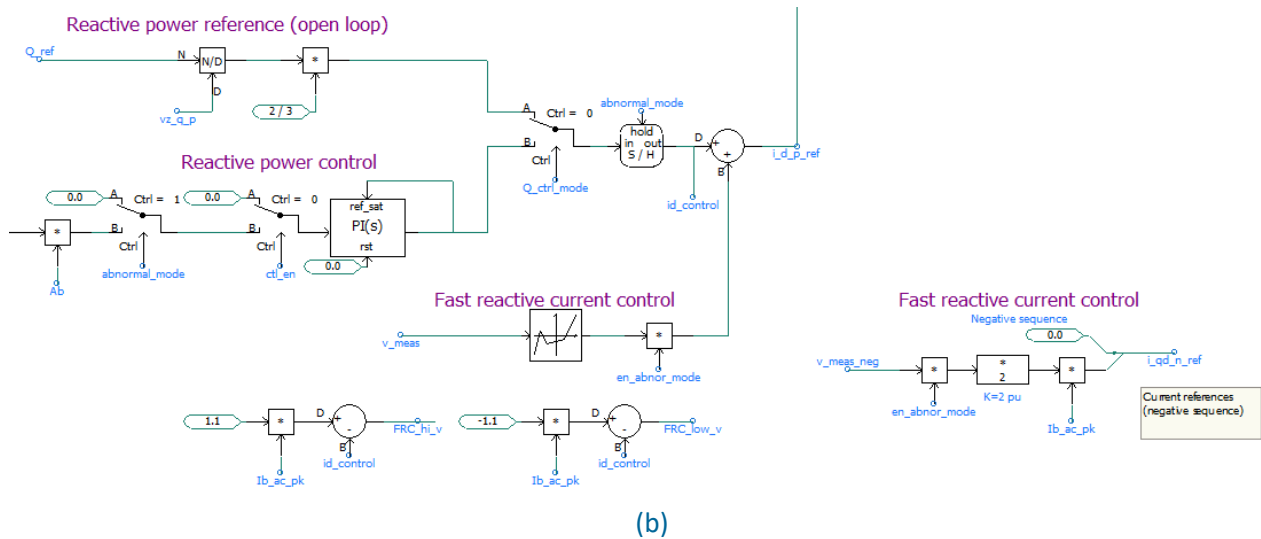 Reactive power reference (open loop)
Q_ref
N
N/D
D
vz_q_p
*
2 / 3
A
Ctrl = 0
B
Ctrl
Q_ctrl_mode
abnormal_mode
hold
in out
S / H
D
+
+
B
i_d_p_ref
id_control
Reactive power control
*
Ab
0.0
A
Ctrl = 1
B
Ctrl
abnormal_mode
0.0
A
Ctrl = 0
B
Ctrl
ctl_en
ref_sat
PI(s)
rst
0.0
Fast reactive current control
v_meas
*
en_abnor_mode
Fast reactive current control
Negative sequence
0.0
v_meas_neg
*
en_abnor_mode
*
2
K=2 pu
*
Ib_ac_pk
i_qd_n_ref
Current references
(negative sequence)
1.1
*
Ib_ac_pk
D
+
-
B
id_control
FRC_hi_v
-1.1
*
Ib_ac_pk
D
+
-
B
id_control
FRC_low_v
(b)